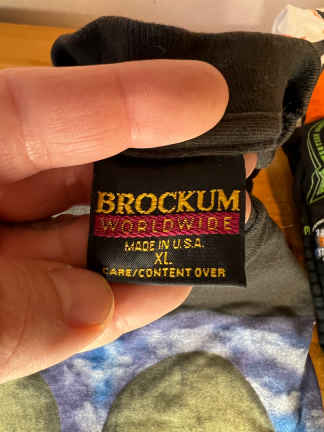 BROCKUM
WORLDWIDE
MADE IN U.S.A.
XL
CARE/CONTENT OVER